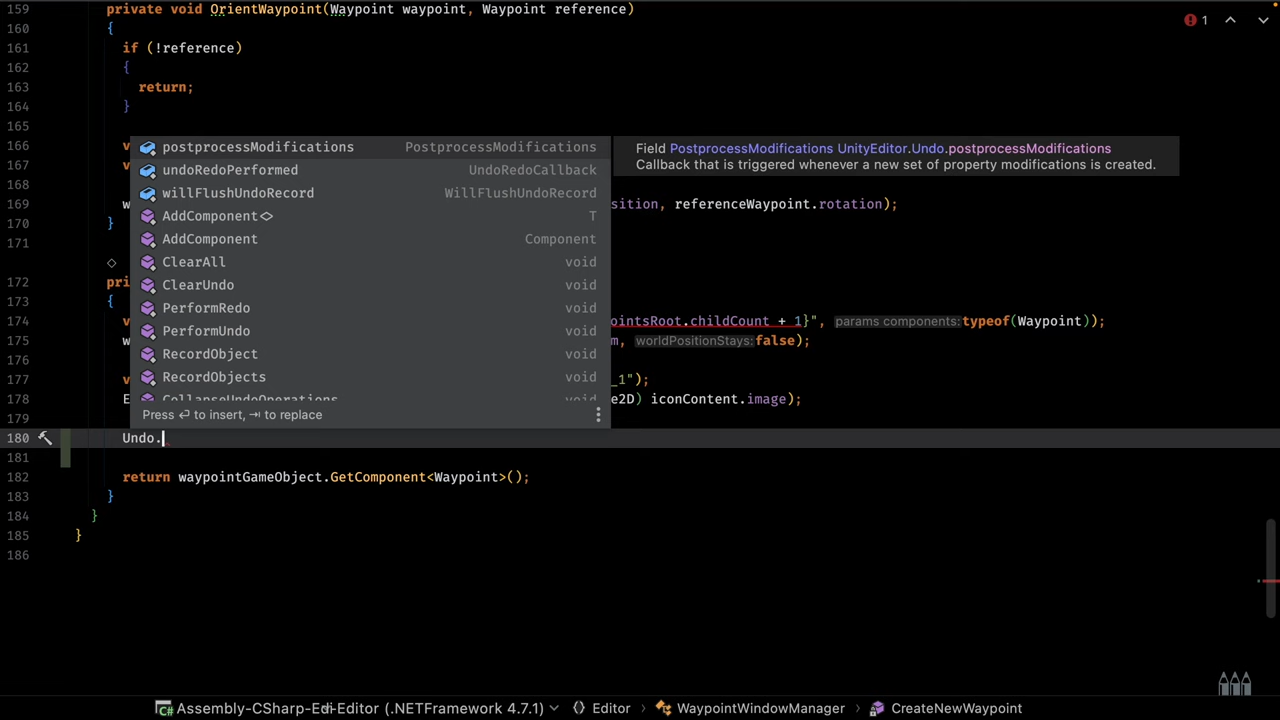 159 private void OrientWaypoint(Waypoint waypoint, Waypoint reference)
1
160 {
161 if (!reference)
162 {
163 return;
164 }
165
166 v
167 v
168
169 w sition, referenceWaypoint.rotation);
170 }
171
172 pri
173 {
174 v ointsRoot.childCount + 1}", params components: typeof(Waypoint));
175 w m, worldPositionStays: false);
176
177 v _1");
178 E e2D) iconContent.image);
179
180 Undo.
181
182 return waypointGameObject.GetComponent<Waypoint>();
183 }
184 }
185 }
186
postprocessModifications PostprocessModifications
undoRedoPerformed UndoRedoCallback
willFlushUndoRecord WillFlushUndoRecord
AddComponent<> T
AddComponent Component
ClearAll void
ClearUndo void
PerformRedo void
PerformUndo void
RecordObject void
RecordObjects void
CollapseUndoOperations void
Press ⏎ to insert, ⇥ to replace
Field PostprocessModifications UnityEditor.Undo.postprocessModifications
Callback that is triggered whenever a new set of property modifications is created.
Assembly-CSharp-Editor (.NETFramework 4.7.1) {} Editor WaypointWindowManager CreateNewWaypoint